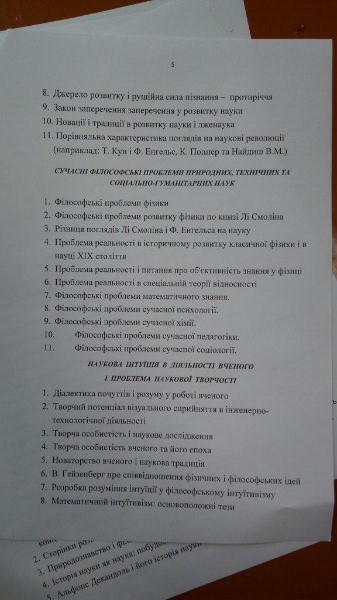 5
8. Джерело розвитку і рушійна сила пізнання – протиріччя
9. Закон заперечення заперечення у розвитку науки
10. Новації і традиції в розвитку науки і лженаука
11. Порівняльна характеристика поглядів на наукові революції
(наприклад: Т. Кун і Ф. Енгельс, К. Поппер та Найдиш В.М.)
СУЧАСНІ ФІЛОСОФСЬКІ ПРОБЛЕМИ ПРИРОДНИХ, ТЕХНІЧНИХ ТА
СОЦІАЛЬНО-ГУМАНІТАРНИХ НАУК
1. Філософські проблеми фізики
2. Філософські проблеми розвитку фізики по книзі Лі Смоліна
3. Різниця поглядів Лі Смоліна і Ф. Енгельса на науку
4. Проблема реальності в історичному розвитку класичної фізики і в
науці XIX століття
5. Проблема реальності і питання про об'єктивність знання у фізиці
6. Проблема реальності в спеціальній теорії відносності
7. Філософські проблеми математичного знання.
8. Філософські проблеми сучасної психології.
9. Філософські проблеми сучасної хімії.
10. Філософські проблеми сучасної педагогіки.
11. Філософські проблеми сучасної соціології.
НАУКОВА ІНТУЇЦІЯ В ДІЯЛЬНОСТІ ВЧЕНОГО
І ПРОБЛЕМА НАУКОВОЇ ТВОРЧОСТІ
1. Діалектика почуттів і розуму у роботі вченого
2. Творчий потенціал візуального сприйняття в інженерно-
технологічної діяльності
3. Творча особистість і наукове дослідження
4. Творча особистість вченого та його епоха
5. Новаторство вченого і наукова традиція
6. В. Гейзенберг про співвідношення фізичних і філософських ідей
7. Розробка розуміння інтуїції у філософському інтуїтивізму
8. Математичний інтуїтивізм: основоположні тези
2. Сторінки
3. Природознавство і
4. Історія науки як наука:
5. Альфонс Декандоль і його історія науки